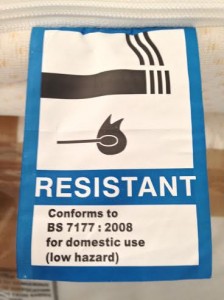 RESISTANT
Conforms to
BS 7177 : 2008
for domestic use
(low hazard)